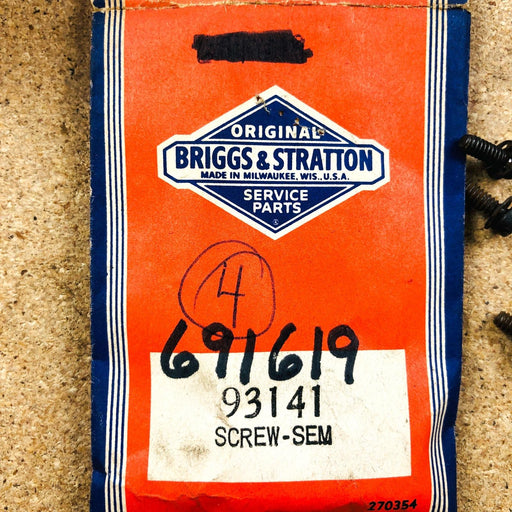 ORIGINAL
BRIGGS & STRATTON
MADE IN MILWAUKEE, WIS., U.S.A.
SERVICE
PARTS
4
691619
93141
SCREW-SEM
270354